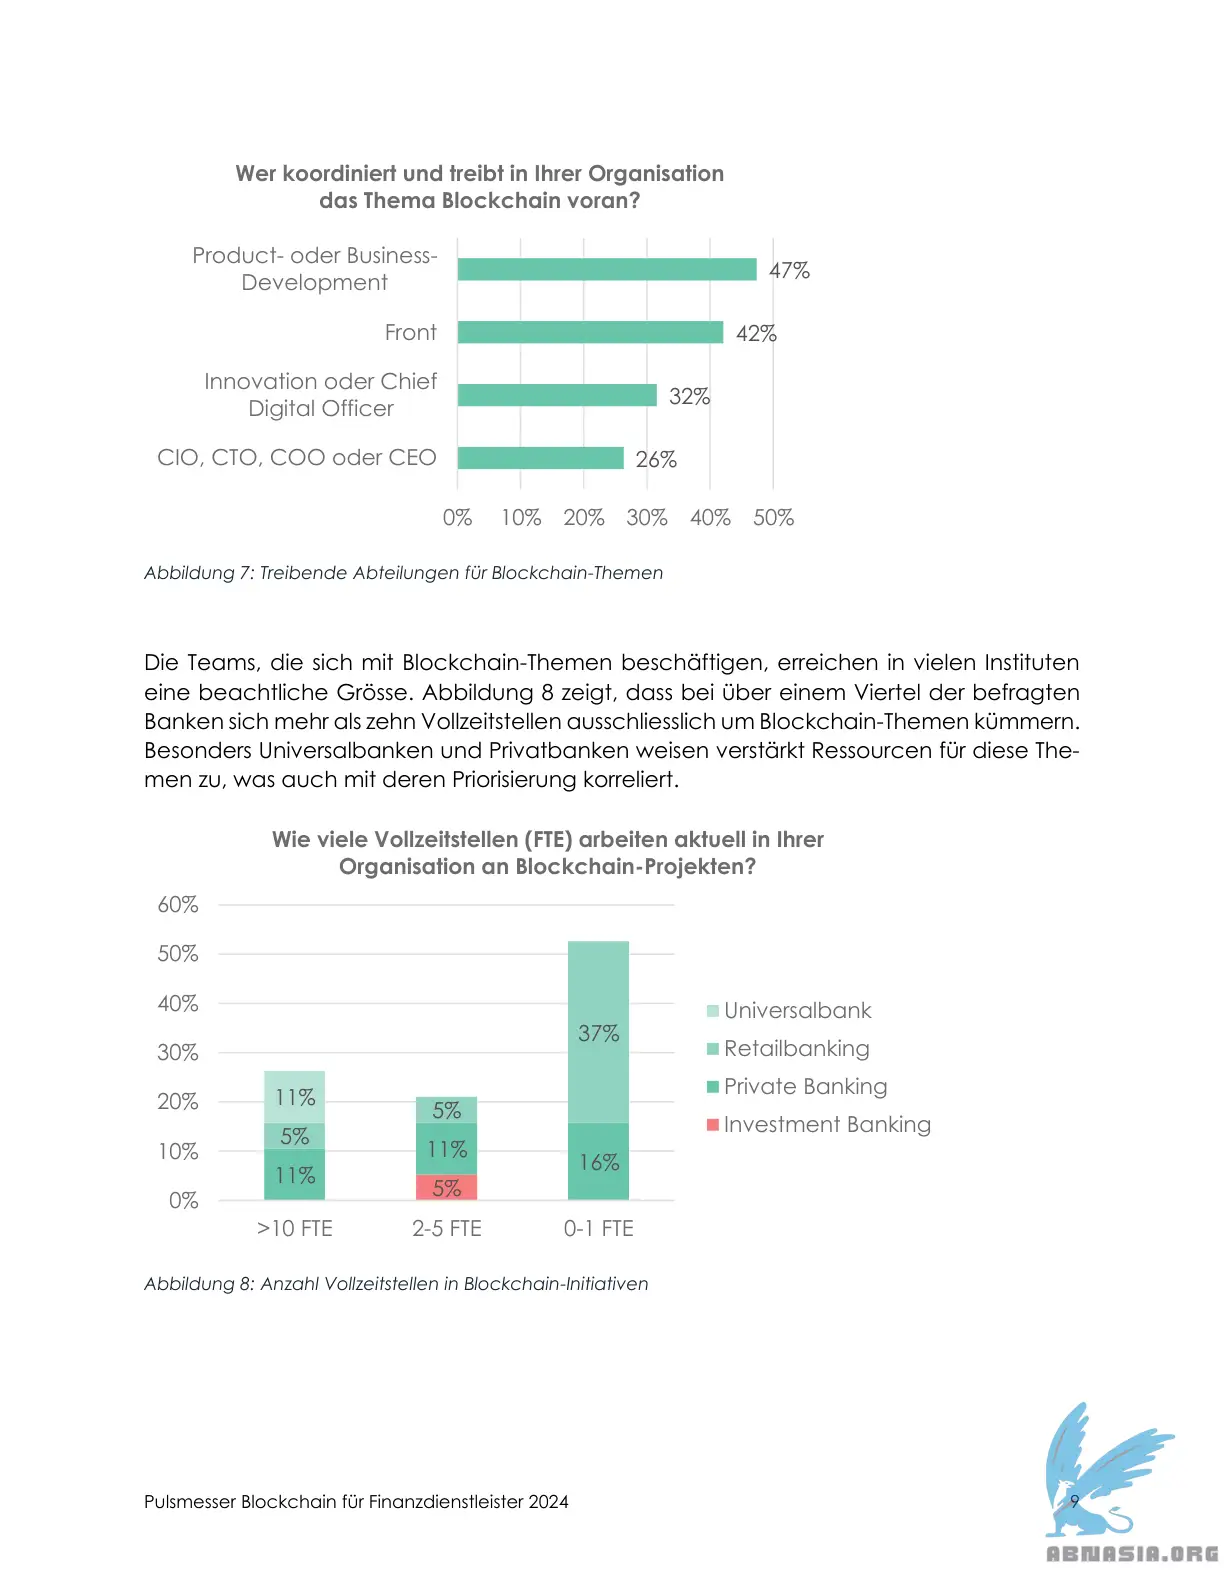 Wer koordiniert und treibt in Ihrer Organisation
das Thema Blockchain voran?
Product- oder Business-
Development
47%
Front
42%
Innovation oder Chief
Digital Officer
32%
CIO, CTO, COO oder CEO
26%
0% 10% 20% 30% 40% 50%
Abbildung 7: Treibende Abteilungen für Blockchain-Themen
Die Teams, die sich mit Blockchain-Themen beschäftigen, erreichen in vielen Instituten
eine beachtliche Grösse. Abbildung 8 zeigt, dass bei über einem Viertel der befragten
Banken sich mehr als zehn Vollzeitstellen ausschliesslich um Blockchain-Themen kümmern.
Besonders Universalbanken und Privatbanken weisen verstärkt Ressourcen für diese The-
men zu, was auch mit deren Priorisierung korreliert.
Wie viele Vollzeitstellen (FTE) arbeiten aktuell in Ihrer
Organisation an Blockchain-Projekten?
60%
50%
40%
30%
20%
10%
0%
11%
5%
11%
5%
11%
5%
37%
16%
>10 FTE 2-5 FTE 0-1 FTE
Universalbank
Retailbanking
Private Banking
Investment Banking
Abbildung 8: Anzahl Vollzeitstellen in Blockchain-Initiativen
Pulsmesser Blockchain für Finanzdienstleister 2024 9
ABNASIA.ORG